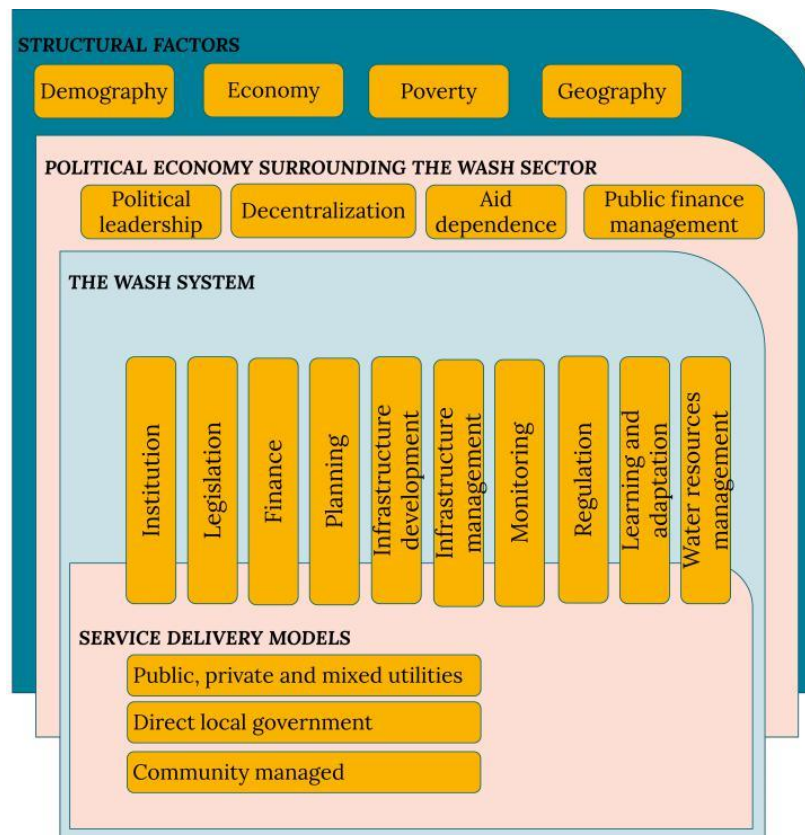 STRUCTURAL FACTORS
Demography
Economy
Poverty
Geography
POLITICAL ECONOMY SURROUNDING THE WASH SECTOR
Political
leadership
Decentralization
Aid
dependence
Public finance
management
THE WASH SYSTEM
Institution
Legislation
Finance
Planning
Infrastructure
development
Infrastructure
management
Monitoring
Regulation
Learning and
adaptation
Water resources
management
SERVICE DELIVERY MODELS
Public, private and mixed utilities
Direct local government
Community managed